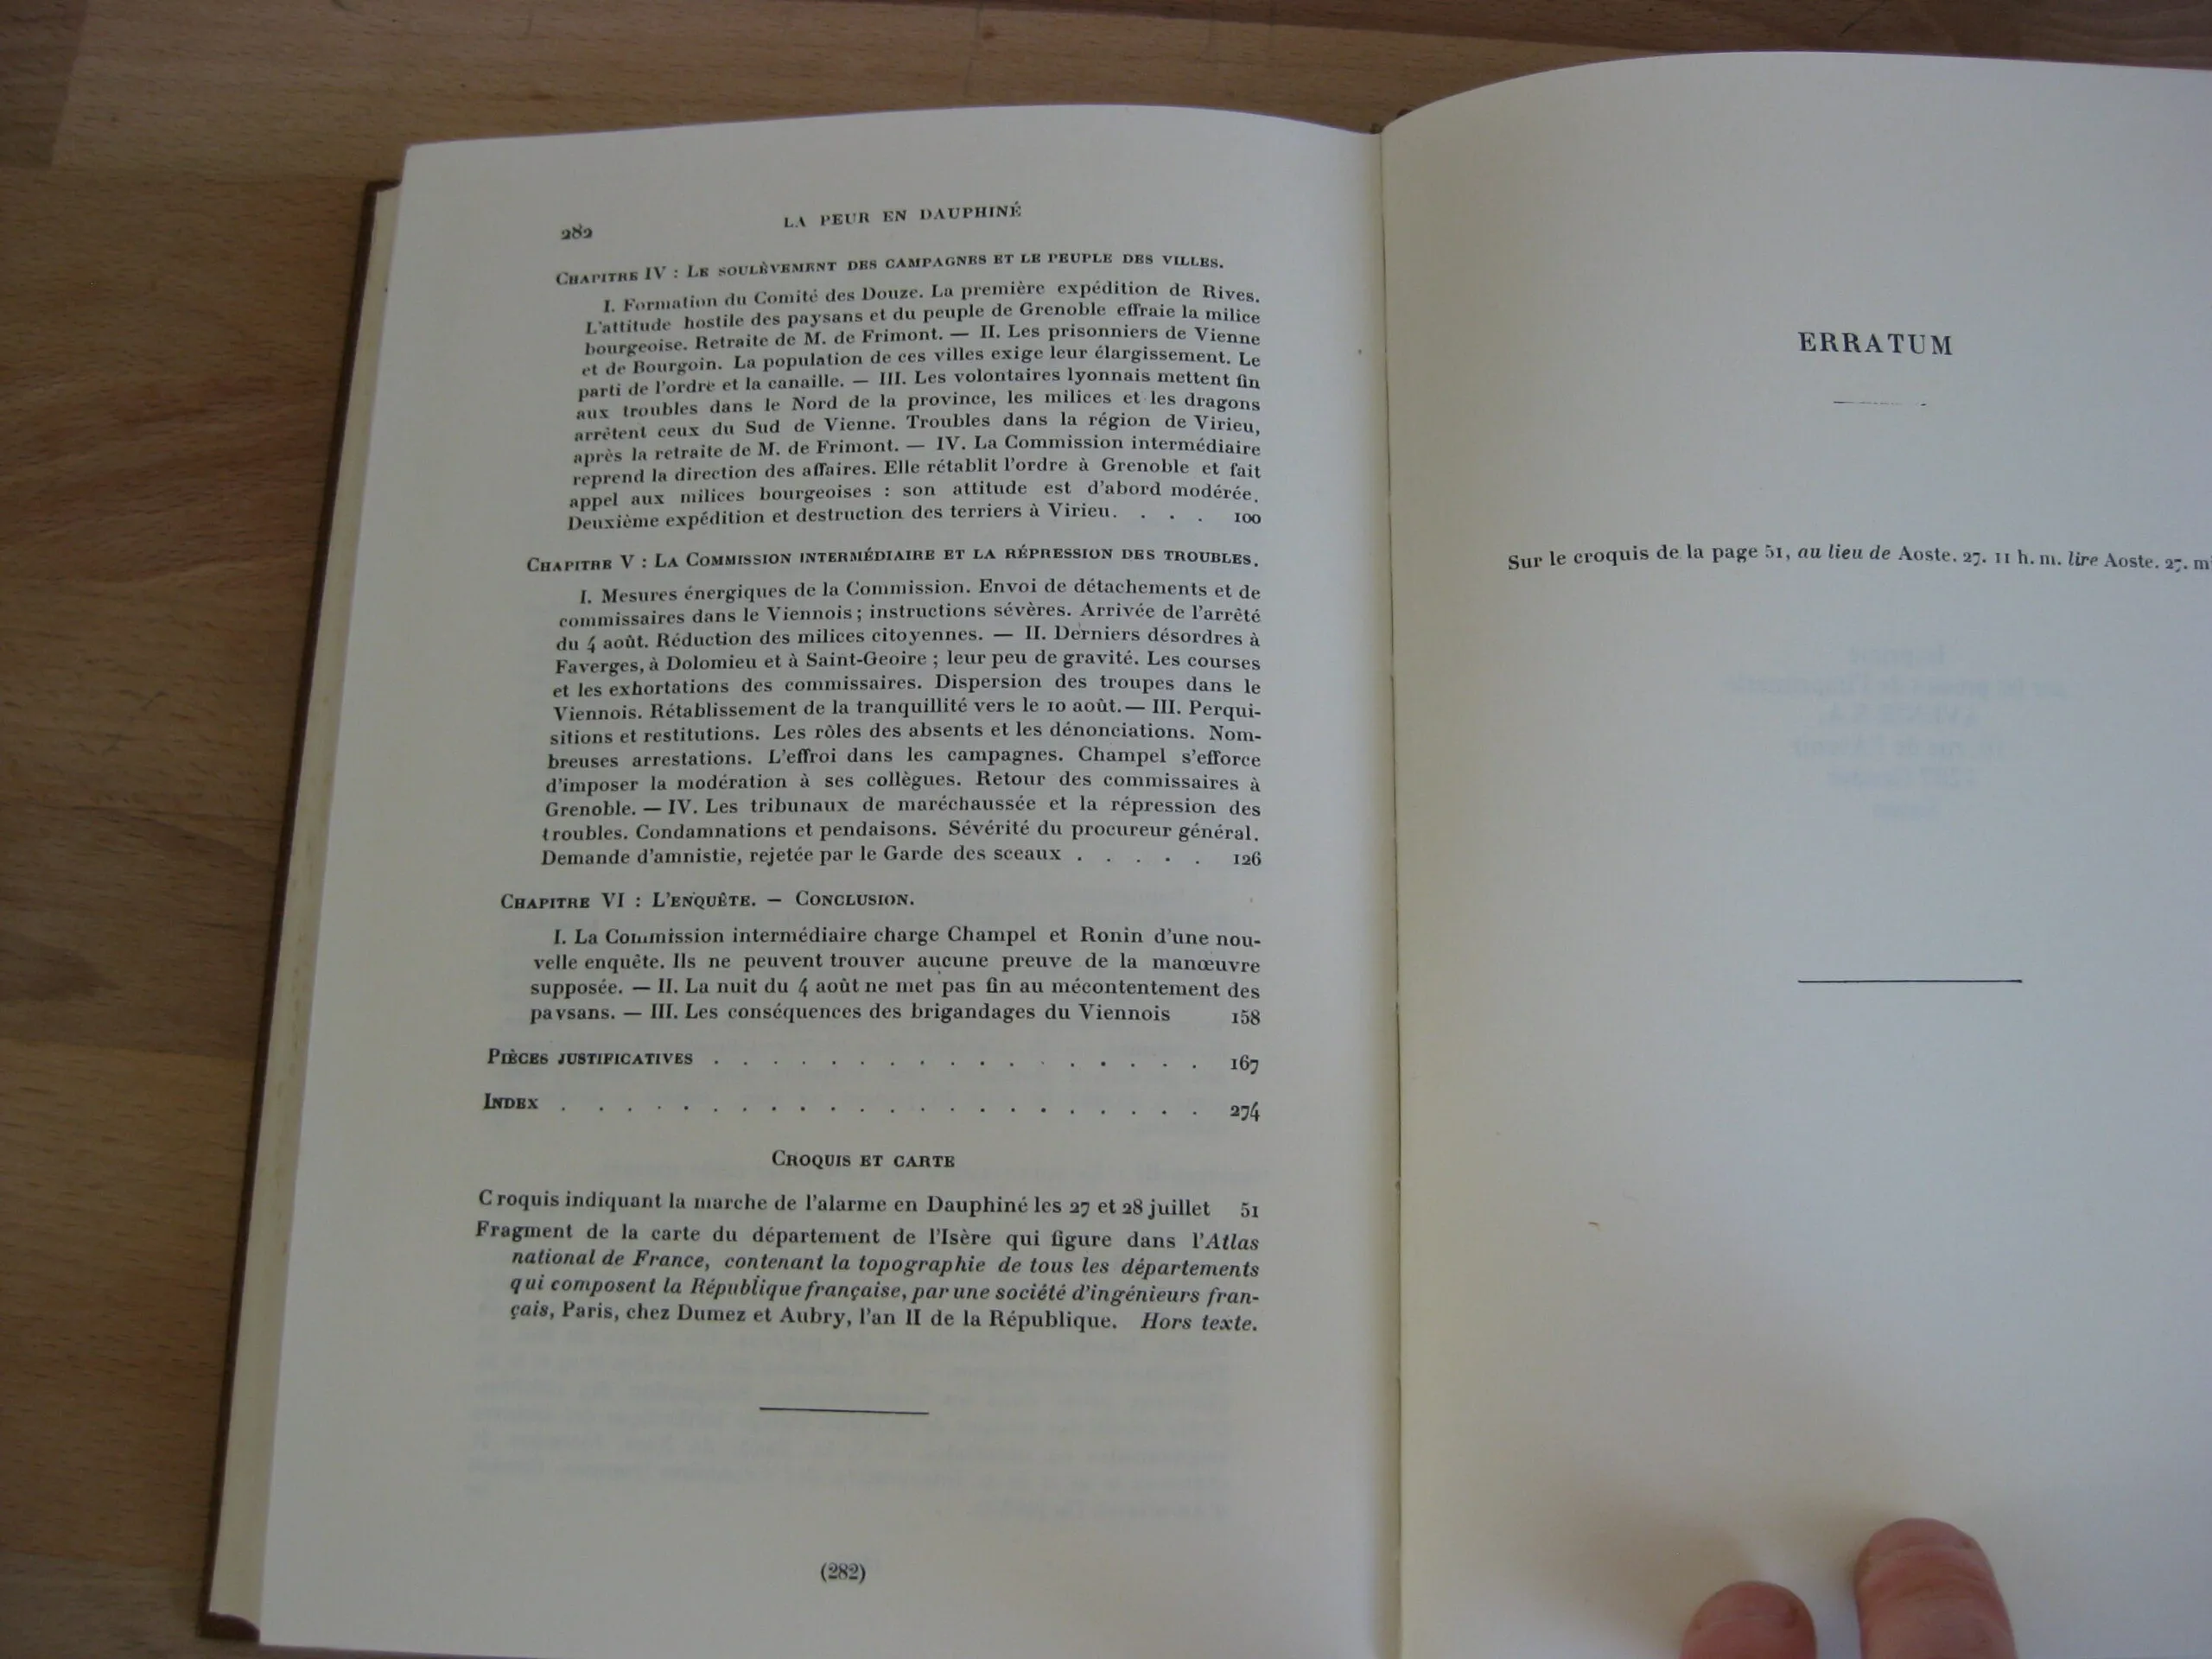 282
LA PEUR EN DAUPHINÉ
CHAPITRE IV : LE SOULÈVEMENT DES CAMPAGNES ET LE PEUPLE DES VILLES.
I. Formation du Comité des Douze. La première expédition de Rives.
L'attitude hostile des paysans et du peuple de Grenoble effraie la milice
bourgeoise. Retraite de M. de Frimont. — II. Les prisonniers de Vienne
et de Bourgoin. La population de ces villes exige leur élargissement. Le
parti de l'ordre et la canaille. — III. Les volontaires lyonnais mettent fin
aux troubles dans le Nord de la province, les milices et les dragons
arrêtent ceux du Sud de Vienne. Troubles dans la région de Virieu,
après la retraite de M. de Frimont. — IV. La Commission intermédiaire
reprend la direction des affaires. Elle rétablit l'ordre à Grenoble et fait
appel aux milices bourgeoises : son attitude est d'abord modérée.
Deuxième expédition et destruction des terriers à Virieu. . . . 100
CHAPITRE V : LA COMMISSION INTERMÉDIAIRE ET LA RÉPRESSION DES TROUBLES.
I. Mesures énergiques de la Commission. Envoi de détachements et de
commissaires dans le Viennois ; instructions sévères. Arrivée de l'arrêté
du 4 août. Réduction des milices citoyennes. — II. Derniers désordres à
Faverges, à Dolomieu et à Saint-Geoire ; leur peu de gravité. Les courses
et les exhortations des commissaires. Dispersion des troupes dans le
Viennois. Rétablissement de la tranquillité vers le 10 août. — III. Perqui-
sitions et restitutions. Les rôles des absents et les dénonciations. Nom-
breuses arrestations. L'effroi dans les campagnes. Champel s'efforce
d'imposer la modération à ses collègues. Retour des commissaires à
Grenoble. — IV. Les tribunaux de maréchaussée et la répression des
troubles. Condamnations et pendaisons. Sévérité du procureur général.
Demande d'amnistie, rejetée par le Garde des sceaux . . . . . 126
CHAPITRE VI : L'ENQUÊTE. — CONCLUSION.
I. La Commission intermédiaire charge Champel et Ronin d'une nou-
velle enquête. Ils ne peuvent trouver aucune preuve de la manœuvre
supposée. — II. La nuit du 4 août ne met pas fin au mécontentement des
paysans. — III. Les conséquences des brigandages du Viennois 158
PIÈCES JUSTIFICATIVES . . . . . . . . . . . . . . . . . 167
INDEX . . . . . . . . . . . . . . . . . . . . . . . 274
CROQUIS ET CARTE
Croquis indiquant la marche de l'alarme en Dauphiné les 27 et 28 juillet 51
Fragment de la carte du département de l'Isère qui figure dans l'Atlas
national de France, contenant la topographie de tous les départements
qui composent la République française, par une société d'ingénieurs fran-
çais, Paris, chez Dumez et Aubry, l'an II de la République. Hors texte.
(282)
ERRATUM
Sur le croquis de la page 51, au lieu de Aoste. 27. 11 h. m. lire Aoste. 27.